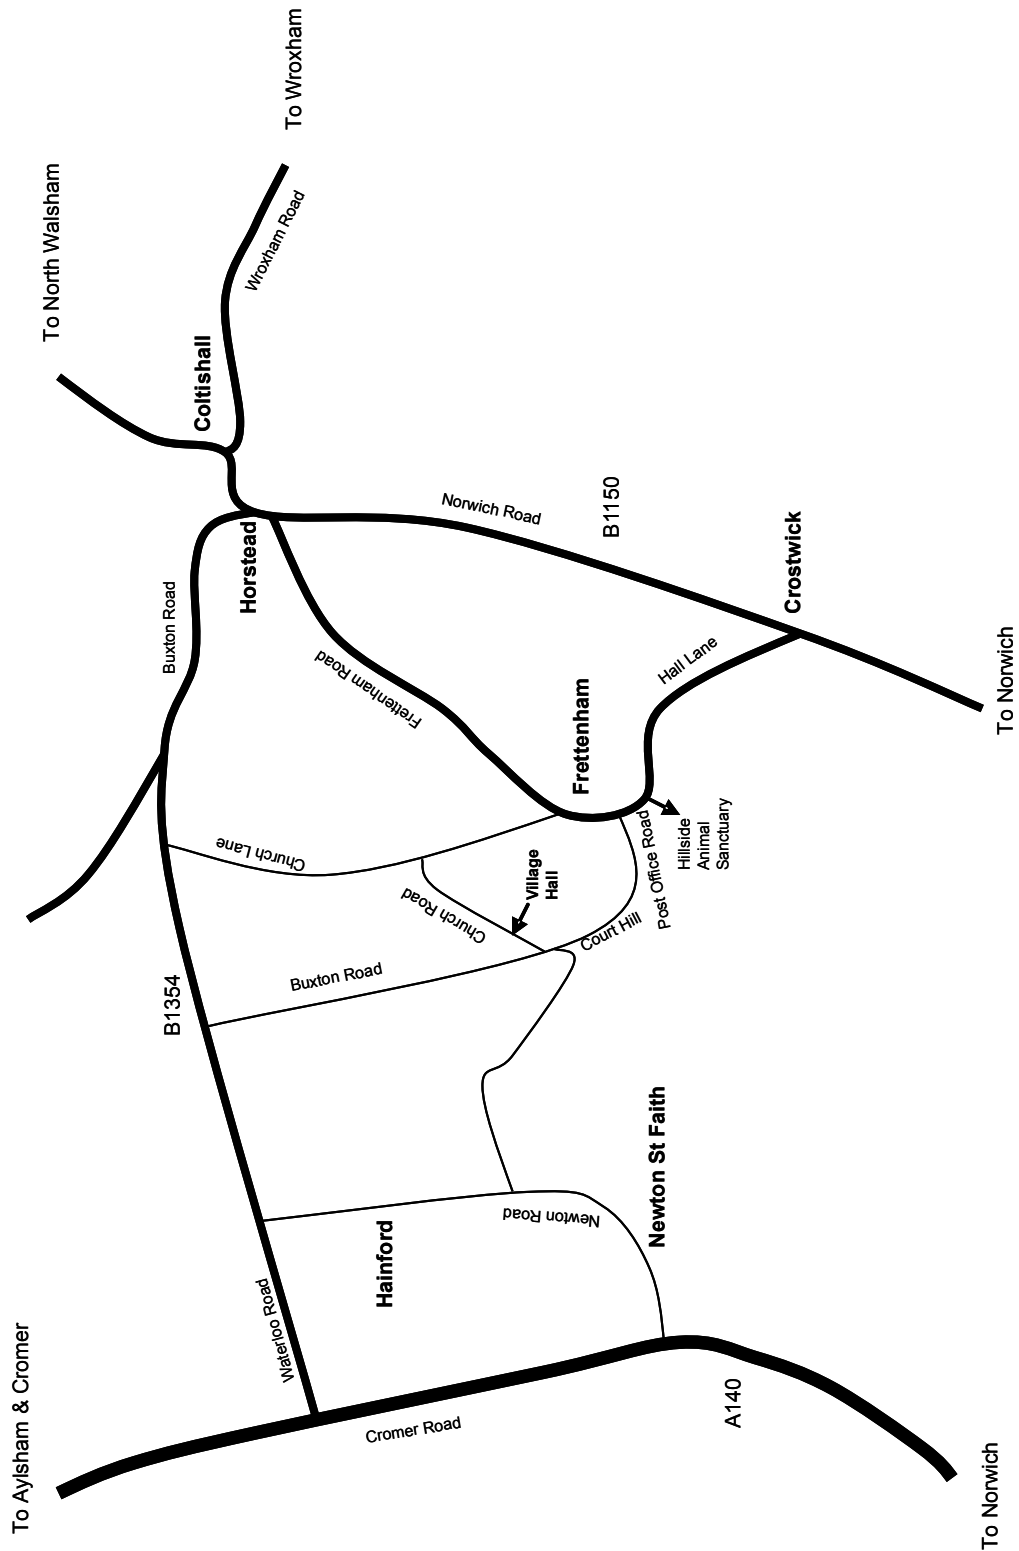 To Aylsham & Cromer
To North Walsham
To Wroxham
Wroxham Road
Coltishall
Horstead
Buxton Road
Norwich Road
B1150
Crostwick
Hall Lane
To Norwich
Frettenham Road
Frettenham
Hillside
Animal
Sanctuary
Post Office Road
Village
Hall
Court Hill
Church Lane
Church Road
Buxton Road
B1354
Newton St Faith
Newton Road
Hainford
Waterloo Road
Cromer Road
A140
To Norwich